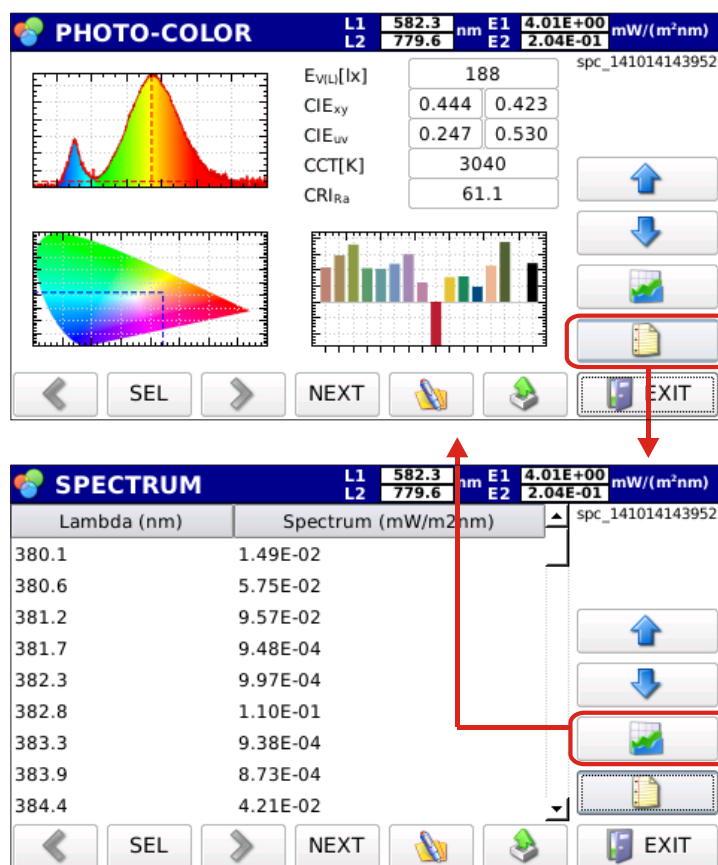 PHOTO-COLOR L1 582.3 nm E1 4.01E+00 mW/(m²nm)
L2 779.6 E2 2.04E-01
spc_141014143952
EV(L)[lx] 188
CIExy 0.444 0.423
CIEuv 0.247 0.530
CCT[K] 3040
CRIRa 61.1
SEL NEXT EXIT
SPECTRUM L1 582.3 nm E1 4.01E+00 mW/(m²nm)
L2 779.6 E2 2.04E-01
Lambda (nm) Spectrum (mW/m2nm) spc_141014143952
380.1 1.49E-02
380.6 5.75E-02
381.2 9.57E-02
381.7 9.48E-04
382.3 9.97E-04
382.8 1.10E-01
383.3 9.38E-04
383.9 8.73E-04
384.4 4.21E-02
SEL NEXT EXIT